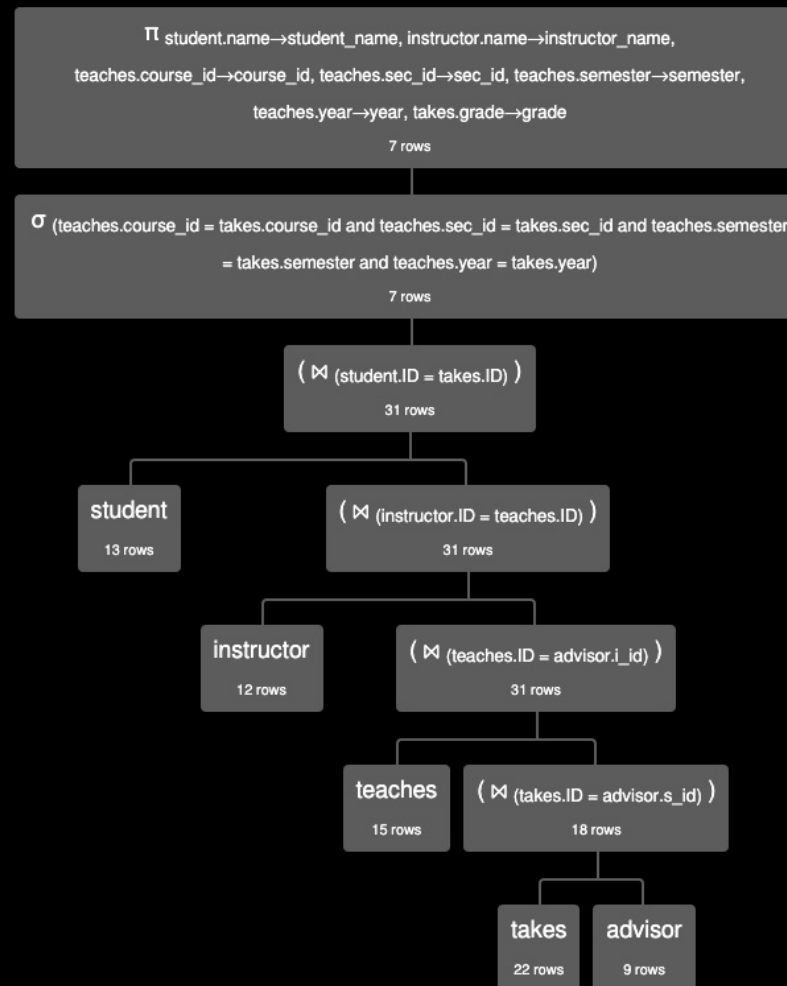 π student.name→student_name, instructor.name→instructor_name,
teaches.course_id→course_id, teaches.sec_id→sec_id, teaches.semester→semester,
teaches.year→year, takes.grade→grade
7 rows
σ (teaches.course_id = takes.course_id and teaches.sec_id = takes.sec_id and teaches.semester
= takes.semester and teaches.year = takes.year)
7 rows
( ⋈ (student.ID = takes.ID) )
31 rows
student
13 rows
( ⋈ (instructor.ID = teaches.ID) )
31 rows
instructor
12 rows
( ⋈ (teaches.ID = advisor.i_id) )
31 rows
teaches
15 rows
( ⋈ (takes.ID = advisor.s_id) )
18 rows
takes
22 rows
advisor
9 rows